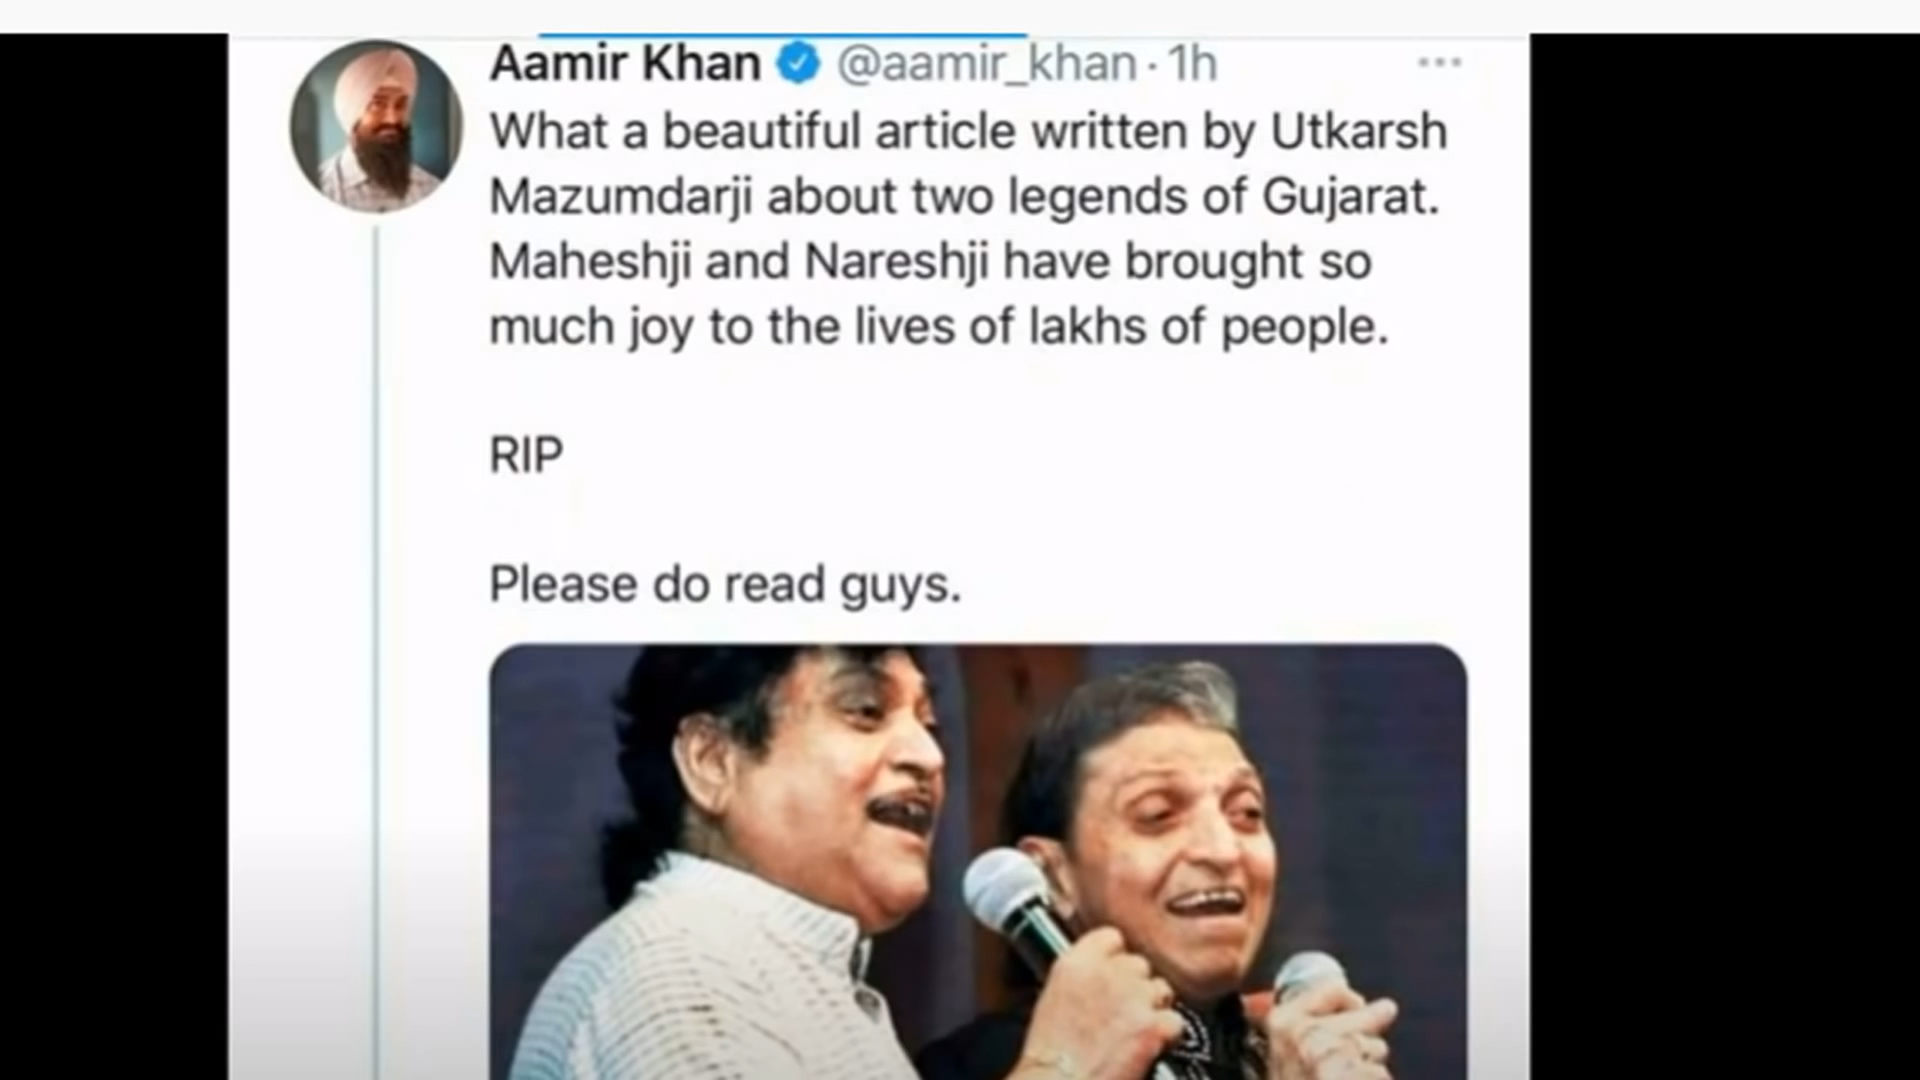 Aamir Khan @aamir_khan · 1h
What a beautiful article written by Utkarsh
Mazumdarji about two legends of Gujarat.
Maheshji and Nareshji have brought so
much joy to the lives of lakhs of people.
RIP
Please do read guys.